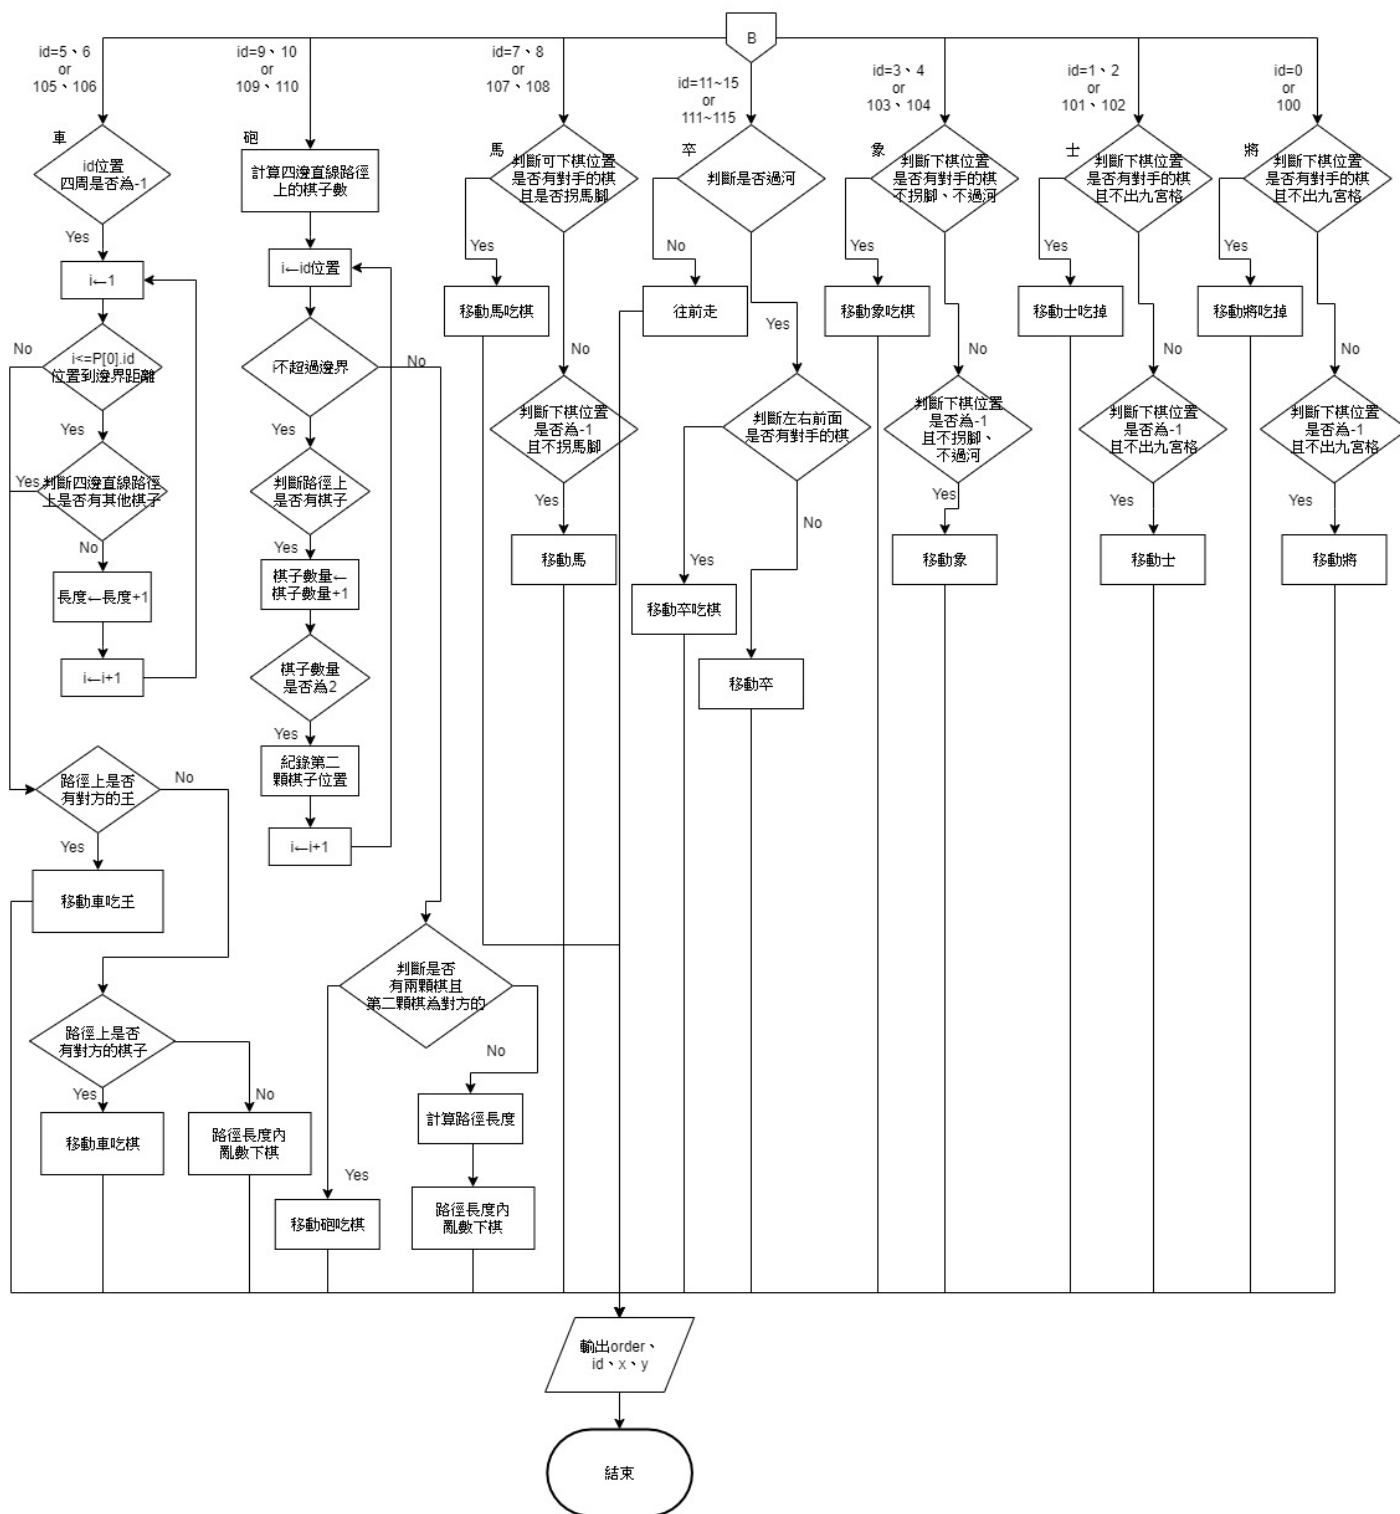 B
id=5、6
or
105、106
車
id位置
四周是否為-1
Yes
i←1
i<=P[0].id
位置到邊界距離
No
Yes
判斷四邊直線路徑
上是否有其他棋子
Yes
No
長度←長度+1
i←i+1
路徑上是否
有對方的王
No
Yes
移動車吃王
路徑上是否
有對方的棋子
Yes
No
移動車吃棋
路徑長度內
亂數下棋
id=9、10
or
109、110
砲
計算四邊直線路徑
上的棋子數
i←id位置
i不超過邊界
No
Yes
判斷路徑上
是否有棋子
Yes
棋子數量←
棋子數量+1
棋子數量
是否為2
Yes
紀錄第二
顆棋子位置
i←i+1
判斷是否
有兩顆棋且
第二顆棋為對方的
No
Yes
計算路徑長度
移動砲吃棋
路徑長度內
亂數下棋
id=7、8
or
107、108
馬
判斷可下棋位置
是否有對手的棋
且是否拐馬腳
Yes
移動馬吃棋
No
判斷下棋位置
是否為-1
且不拐馬腳
Yes
移動馬
id=11~15
or
111~115
卒
判斷是否過河
No
往前走
Yes
判斷左右前面
是否有對手的棋
No
Yes
移動卒吃棋
移動卒
id=3、4
or
103、104
象
判斷下棋位置
是否有對手的棋
不拐腳、不過河
Yes
移動象吃棋
No
判斷下棋位置
是否為-1
且不拐腳、
不過河
Yes
移動象
id=1、2
or
101、102
士
判斷下棋位置
是否有對手的棋
且不出九宮格
Yes
移動士吃掉
No
判斷下棋位置
是否為-1
且不出九宮格
Yes
移動士
id=0
or
100
將
判斷下棋位置
是否有對手的棋
且不出九宮格
Yes
移動將吃掉
No
判斷下棋位置
是否為-1
且不出九宮格
Yes
移動將
輸出order、
id、x、y
結束